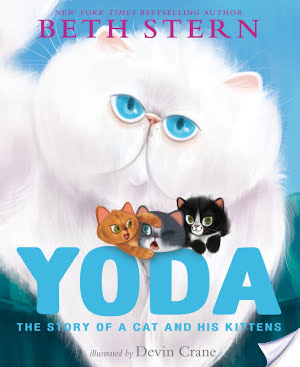 NEW YORK TIMES BESTSELLING AUTHOR
BETH STERN
YODA
THE STORY OF A CAT AND HIS KITTENS
illustrated by Devin Crane